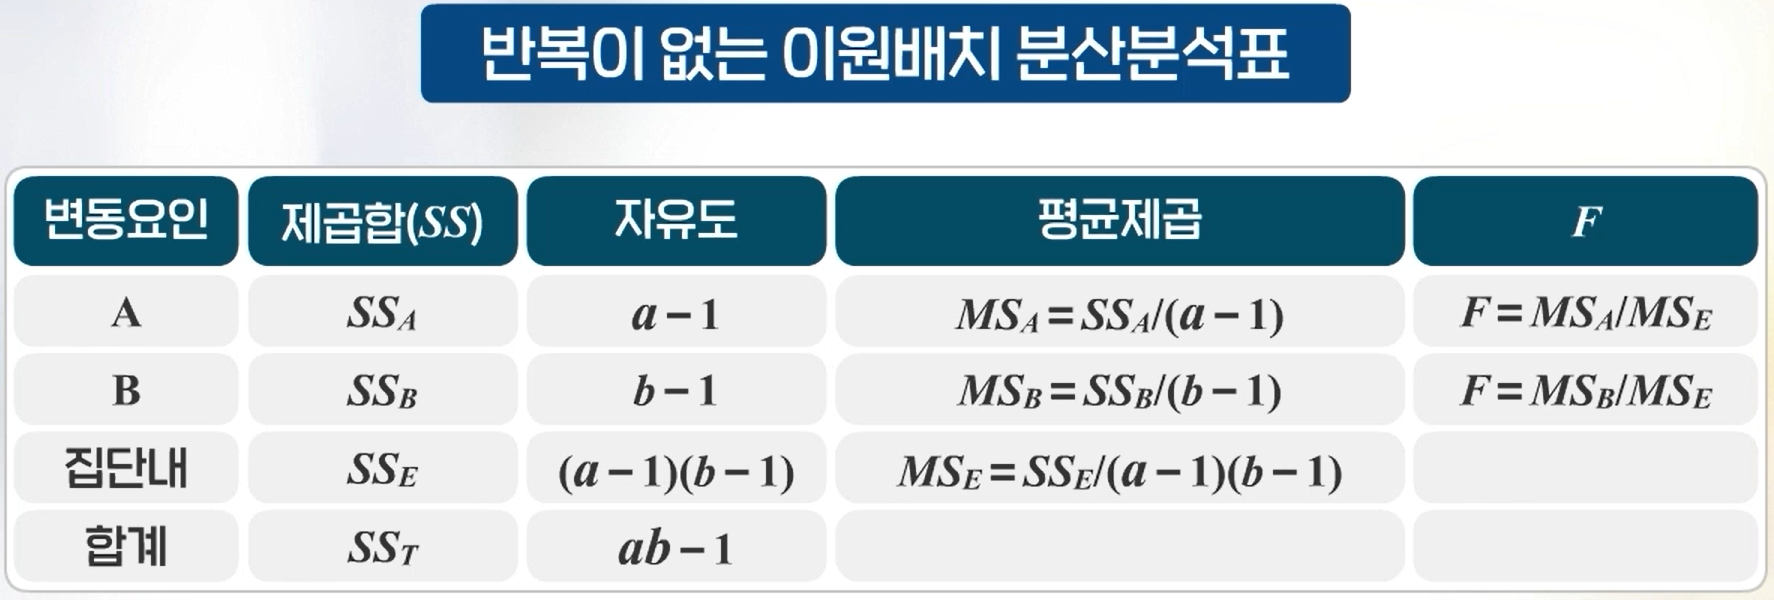 반복이 없는 이원배치 분산분석표
변동요인 제곱합(SS) 자유도 평균제곱 F
A SS_A a-1 MS_A=SS_A/(a-1) F=MS_A/MS_E
B SS_B b-1 MS_B=SS_B/(b-1) F=MS_B/MS_E
집단내 SS_E (a-1)(b-1) MS_E=SS_E/(a-1)(b-1)
합계 SS_T ab-1